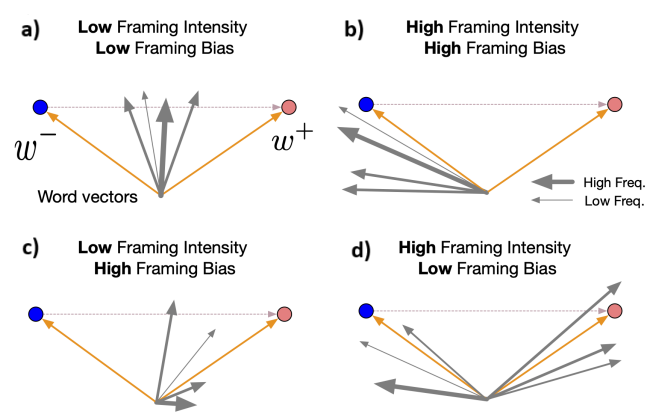 a)
Low Framing Intensity
Low Framing Bias
w⁻
w⁺
Word vectors
b)
High Framing Intensity
High Framing Bias
High Freq.
Low Freq.
c)
Low Framing Intensity
High Framing Bias
d)
High Framing Intensity
Low Framing Bias